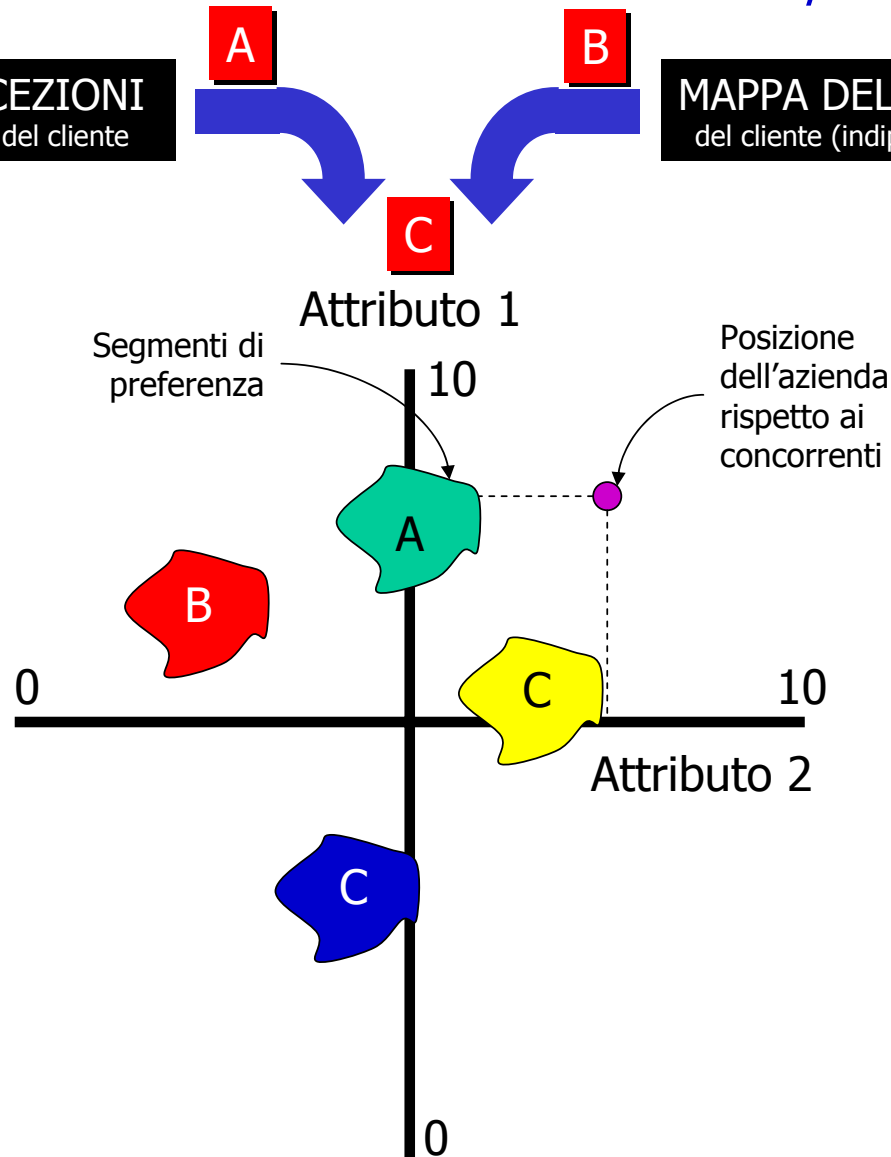 A
B
CEZIONI
del cliente
MAPPA DEL
del cliente (indip
C
Attributo 1
Segmenti di
preferenza
10
Posizione
dell’azienda
rispetto ai
concorrenti
A
B
C
0
10
Attributo 2
C
0